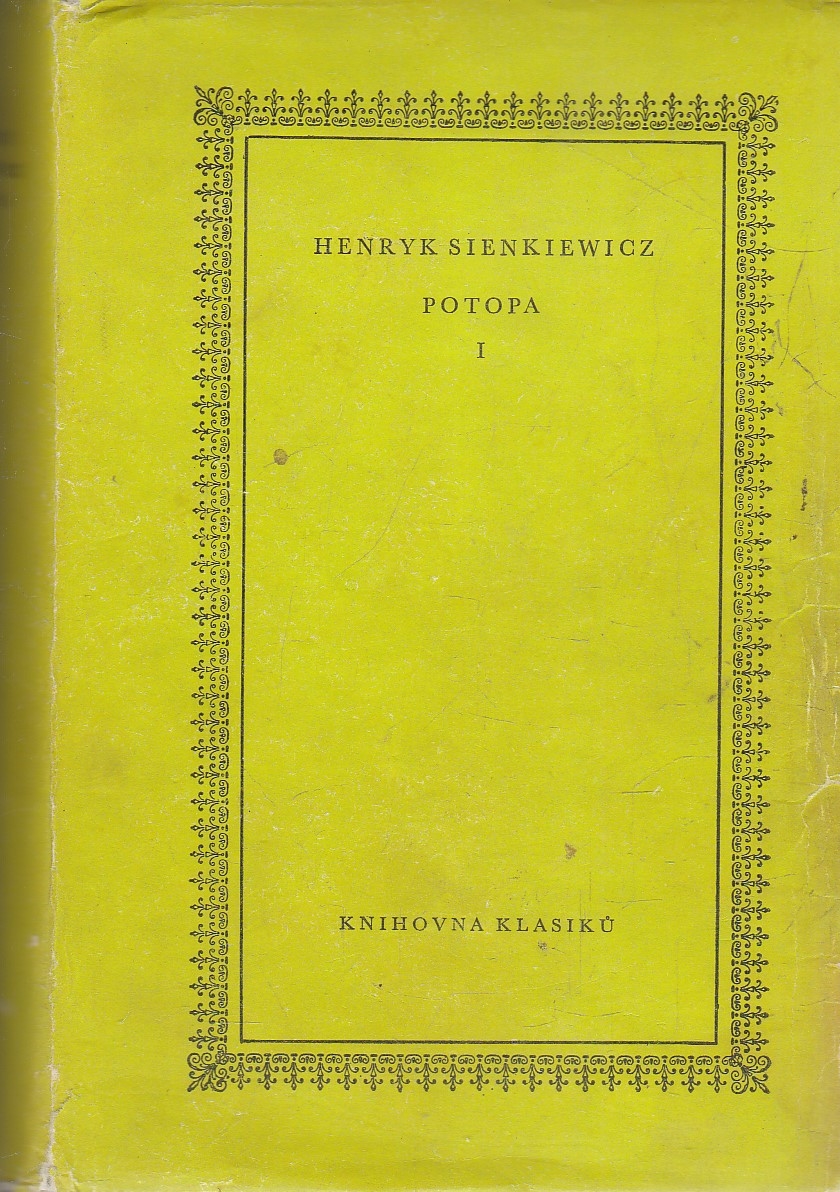 HENRYK SIENKIEWICZ
POTOPA
I
KNIHOVNA KLASIKŮ